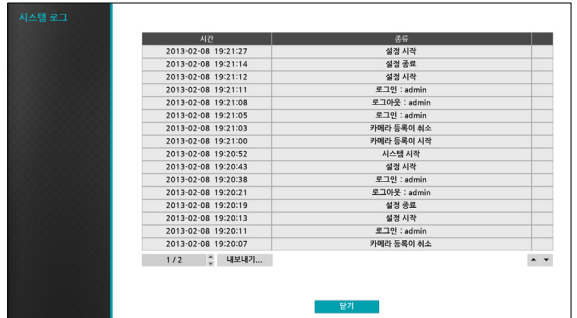 시스템 로그
시간 종류
2013-02-08 19:21:27 설정 시작
2013-02-08 19:21:14 설정 종료
2013-02-08 19:21:12 설정 시작
2013-02-08 19:21:11 로그인 : admin
2013-02-08 19:21:08 로그아웃 : admin
2013-02-08 19:21:05 로그인 : admin
2013-02-08 19:21:03 카메라 등록이 취소
2013-02-08 19:21:00 카메라 등록이 시작
2013-02-08 19:20:52 시스템 시작
2013-02-08 19:20:43 설정 시작
2013-02-08 19:20:38 로그인 : admin
2013-02-08 19:20:21 로그아웃 : admin
2013-02-08 19:20:19 설정 종료
2013-02-08 19:20:13 설정 시작
2013-02-08 19:20:11 로그인 : admin
2013-02-08 19:20:07 카메라 등록이 취소
1 / 2 내보내기...
닫기